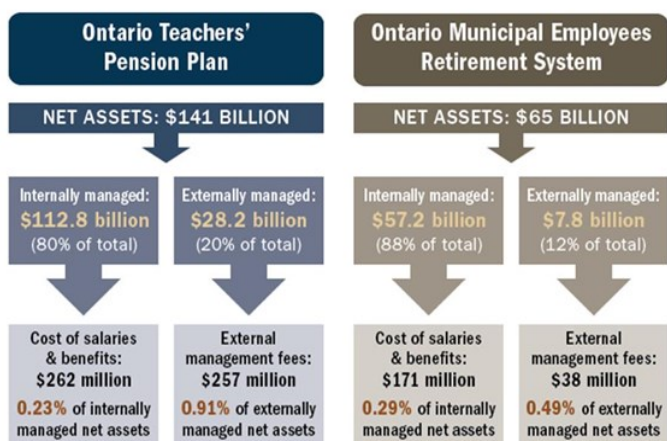 Ontario Teachers'
Pension Plan
NET ASSETS: $141 BILLION
Internally managed:
$112.8 billion
(80% of total)
Externally managed:
$28.2 billion
(20% of total)
Cost of salaries
& benefits:
$262 million
0.23% of internally
managed net assets
External
management fees:
$257 million
0.91% of externally
managed net assets
Ontario Municipal Employees
Retirement System
NET ASSETS: $65 BILLION
Internally managed:
$57.2 billion
(88% of total)
Externally managed:
$7.8 billion
(12% of total)
Cost of salaries
& benefits:
$171 million
0.29% of internally
managed net assets
External
management fees:
$38 million
0.49% of externally
managed net assets